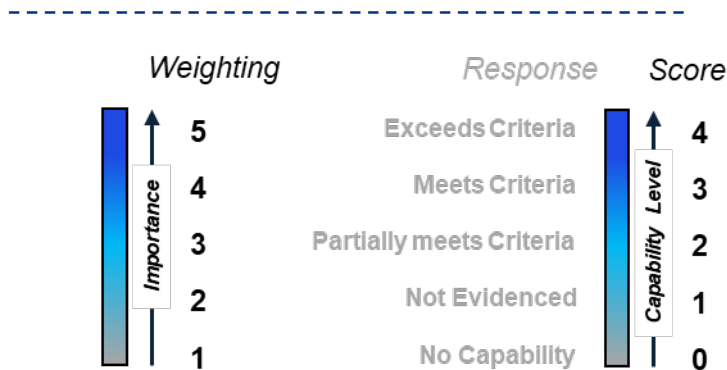 Weighting Response Score
5 Exceeds Criteria 4
4 Meets Criteria 3
3 Partially meets Criteria 2
2 Not Evidenced 1
1 No Capability 0
Importance
Capability Level